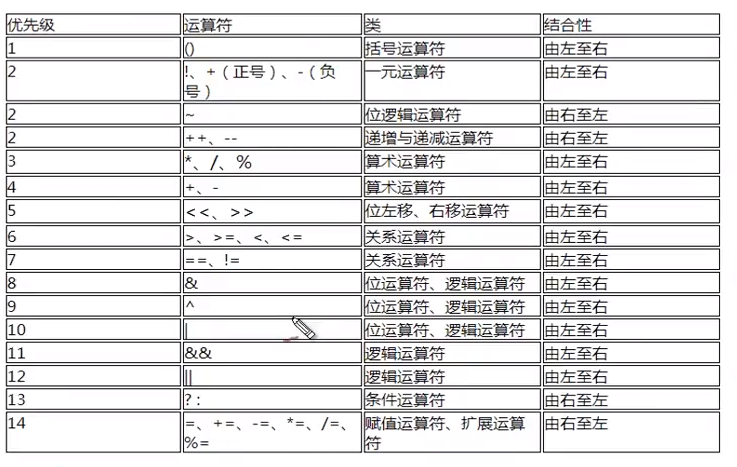 优先级 运算符 类 结合性
1 () 括号运算符 由左至右
2 !、+（正号）、-（负 一元运算符 由左至右
号）
2 ~ 位逻辑运算符 由右至左
2 ++、-- 递增与递减运算符 由右至左
3 *、/、% 算术运算符 由左至右
4 +、- 算术运算符 由左至右
5 <<、>> 位左移、右移运算符 由左至右
6 >、>=、<、<= 关系运算符 由左至右
7 ==、!= 关系运算符 由左至右
8 & 位运算符、逻辑运算符 由左至右
9 ^ 位运算符、逻辑运算符 由左至右
10 | 位运算符、逻辑运算符 由左至右
11 && 逻辑运算符 由左至右
12 || 逻辑运算符 由左至右
13 ? : 条件运算符 由右至左
14 =、+=、-=、*=、/=、 赋值运算符、扩展运算 由右至左
%= 符